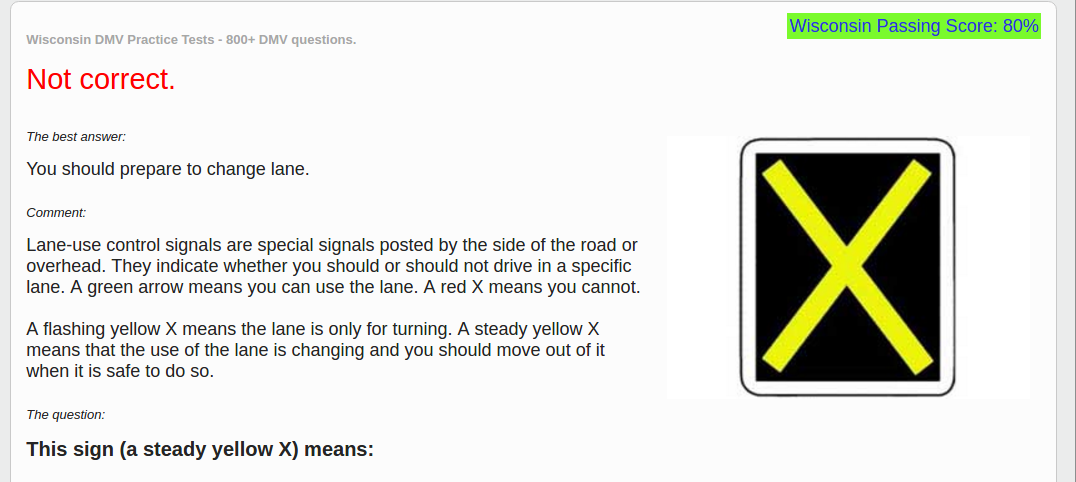 Wisconsin Passing Score: 80%
Wisconsin DMV Practice Tests - 800+ DMV questions.
Not correct.
The best answer:
You should prepare to change lane.
Comment:
Lane-use control signals are special signals posted by the side of the road or
overhead. They indicate whether you should or should not drive in a specific
lane. A green arrow means you can use the lane. A red X means you cannot.
A flashing yellow X means the lane is only for turning. A steady yellow X
means that the use of the lane is changing and you should move out of it
when it is safe to do so.
The question:
This sign (a steady yellow X) means: